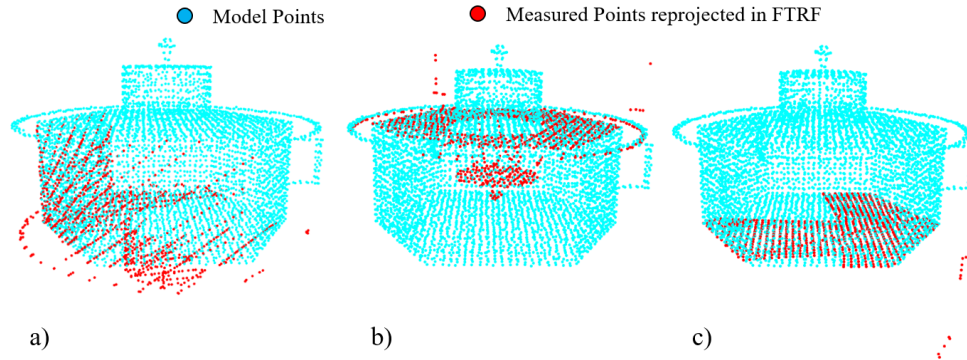 Model Points
Measured Points reprojected in FTRF
a)
b)
c)